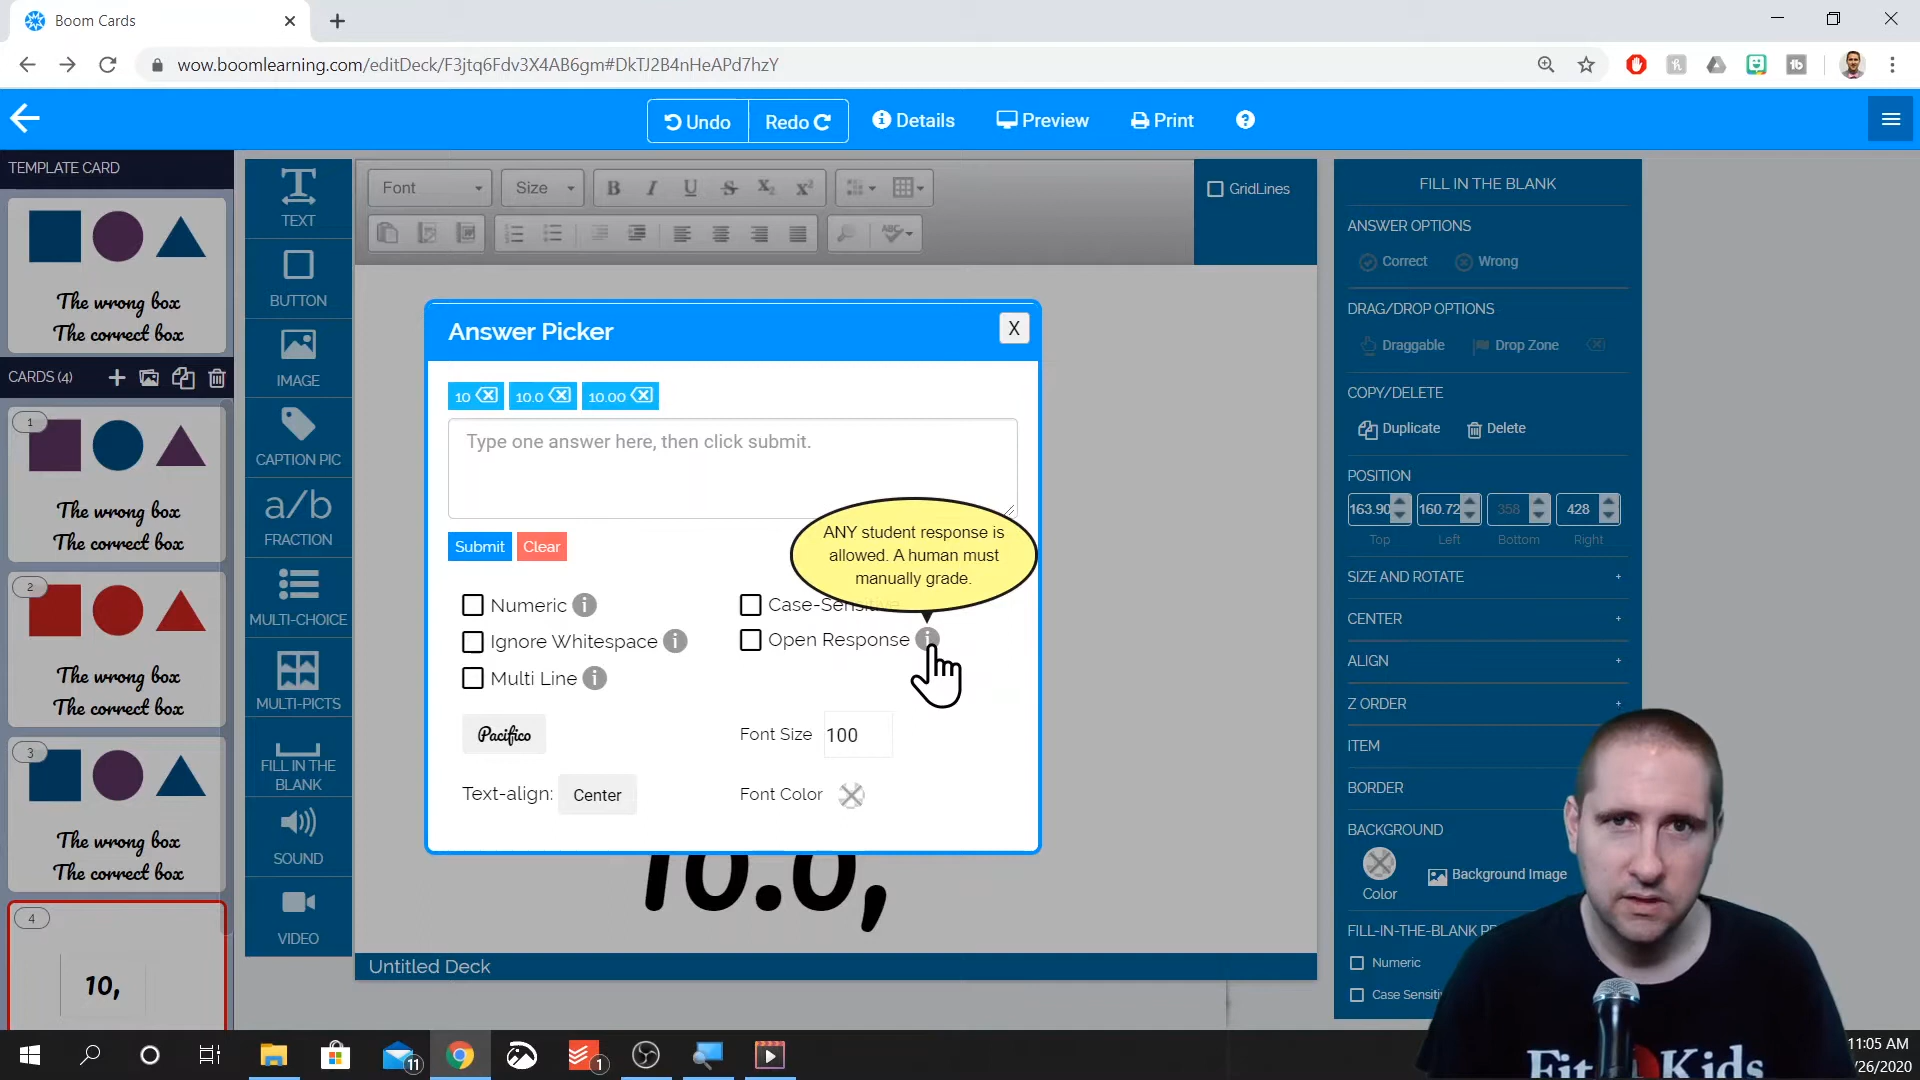 Boom Cards
wow.boomlearning.com/editDeck/F3jtq6Fdv3X4AB6gm#DkTJ2B4nHeAPd7hzY
Undo
Redo
Details
Preview
Print
TEMPLATE CARD
The wrong box
The correct box
CARDS (4)
1
The wrong box
The correct box
2
The wrong box
The correct box
3
The wrong box
The correct box
4
10,
TEXT
BUTTON
IMAGE
CAPTION PIC
a/b
FRACTION
MULTI-CHOICE
MULTI-PICTS
FILL IN THE
BLANK
SOUND
VIDEO
Font
Size
GridLines
Answer Picker
X
10
10.0
10.00
Type one answer here, then click submit.
Submit
Clear
ANY student response is
allowed. A human must
manually grade.
Numeric
Ignore Whitespace
Multi Line
Case-Sensitive
Open Response
Pacifico
Font Size
100
Text-align:
Center
Font Color
10.0,
Untitled Deck
FILL IN THE BLANK
ANSWER OPTIONS
Correct
Wrong
DRAG/DROP OPTIONS
Draggable
Drop Zone
COPY/DELETE
Duplicate
Delete
POSITION
163.90
160.72
358
428
Top
Left
Bottom
Right
SIZE AND ROTATE +
CENTER +
ALIGN +
Z ORDER +
ITEM
BORDER
BACKGROUND
Color
Background Image
FILL-IN-THE-BLANK PR
Numeric
Case Sensiti
Fit Kids
11
1
11:05 AM
/26/2020